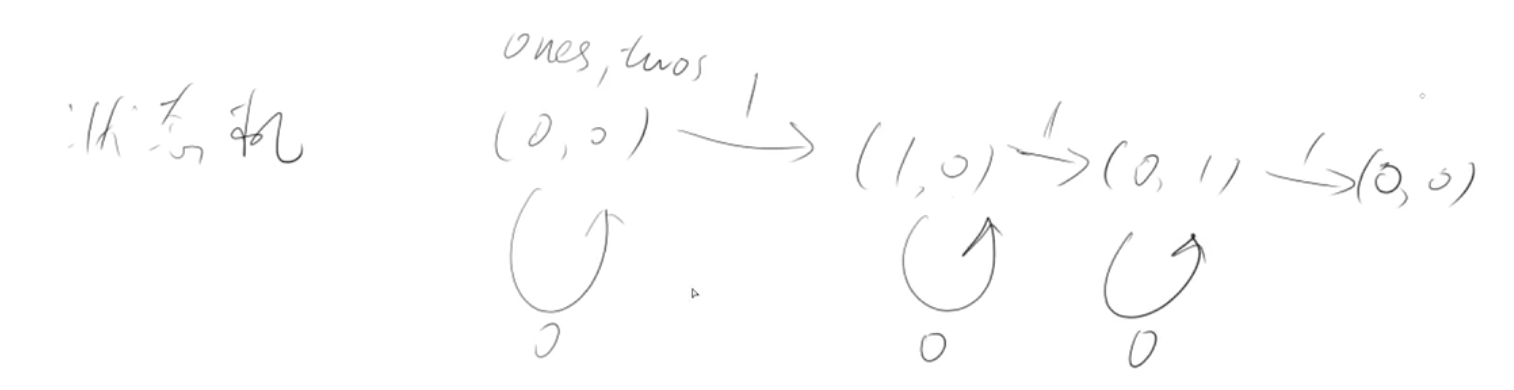 ones, twos
状态机 (0,0) 1 (1,0) 1 (0,1) 1 (0,0)
0 0 0